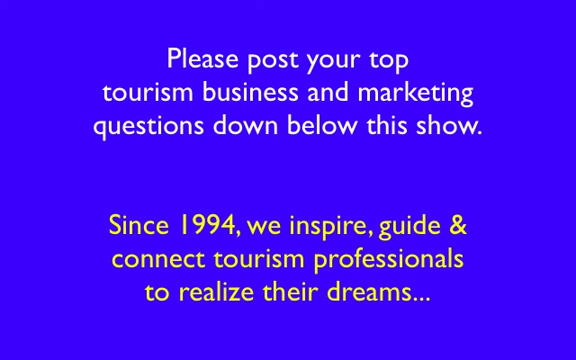 Please post your top
tourism business and marketing
questions down below this show.
Since 1994, we inspire, guide &
connect tourism professionals
to realize their dreams...